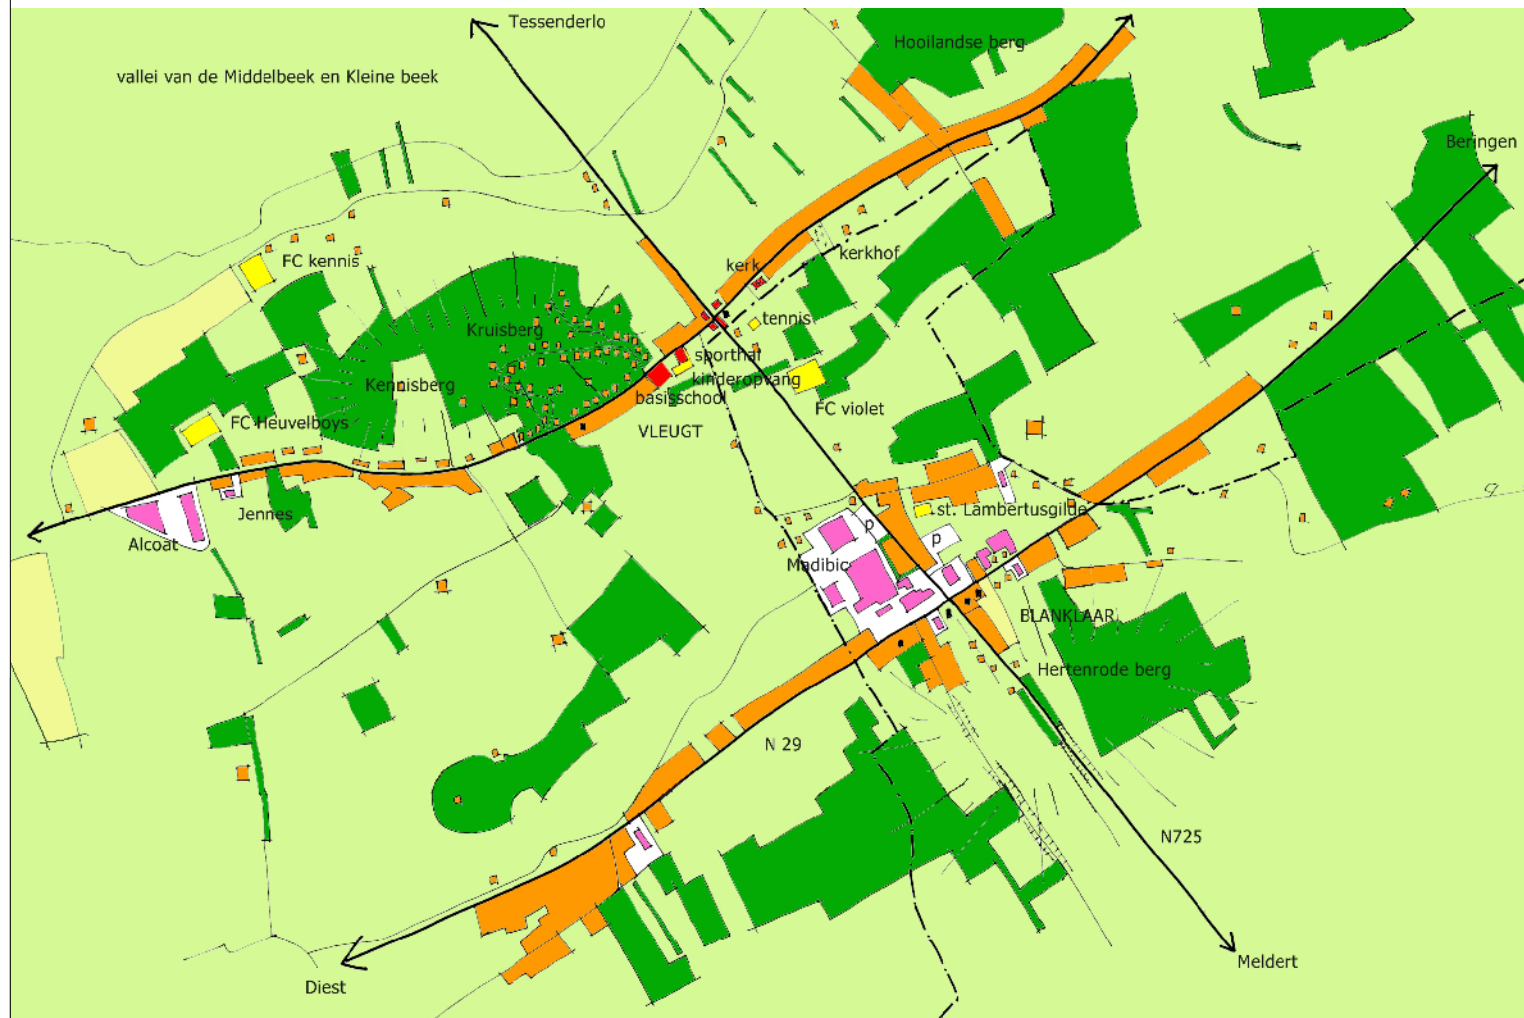 Tessenderlo
Hooilandse berg
vallei van de Middelbeek en Kleine beek
Beringen
kerkhof
FC kennis
kerk
tennis
Kruisberg
sporthal
kinderopvang
Kennisberg
basisschool
FC violet
FC Heuvelboys
VLEUGT
Jennes
st. Lambertusgilde
p
p
Alcoat
Madibic
BLANKLAAR
Hertenrode berg
N 29
N725
Meldert
Diest